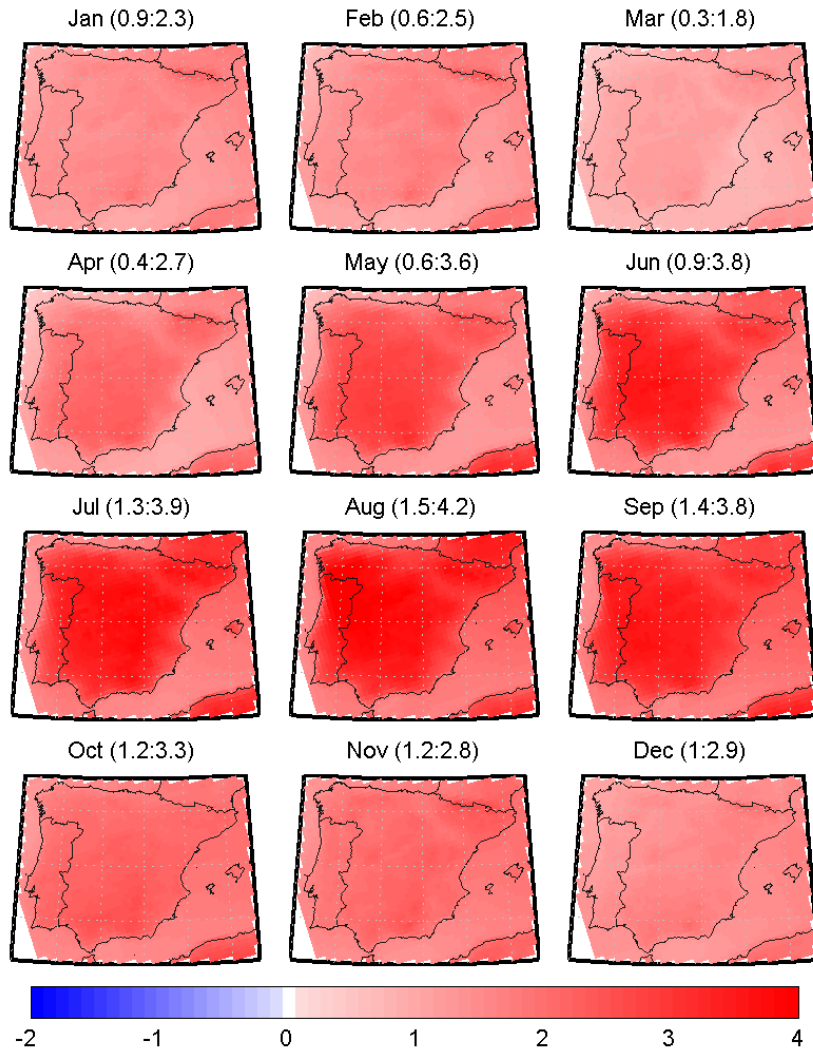 Jan (0.9:2.3) Feb (0.6:2.5) Mar (0.3:1.8)
Apr (0.4:2.7) May (0.6:3.6) Jun (0.9:3.8)
Jul (1.3:3.9) Aug (1.5:4.2) Sep (1.4:3.8)
Oct (1.2:3.3) Nov (1.2:2.8) Dec (1:2.9)
-2 -1 0 1 2 3 4